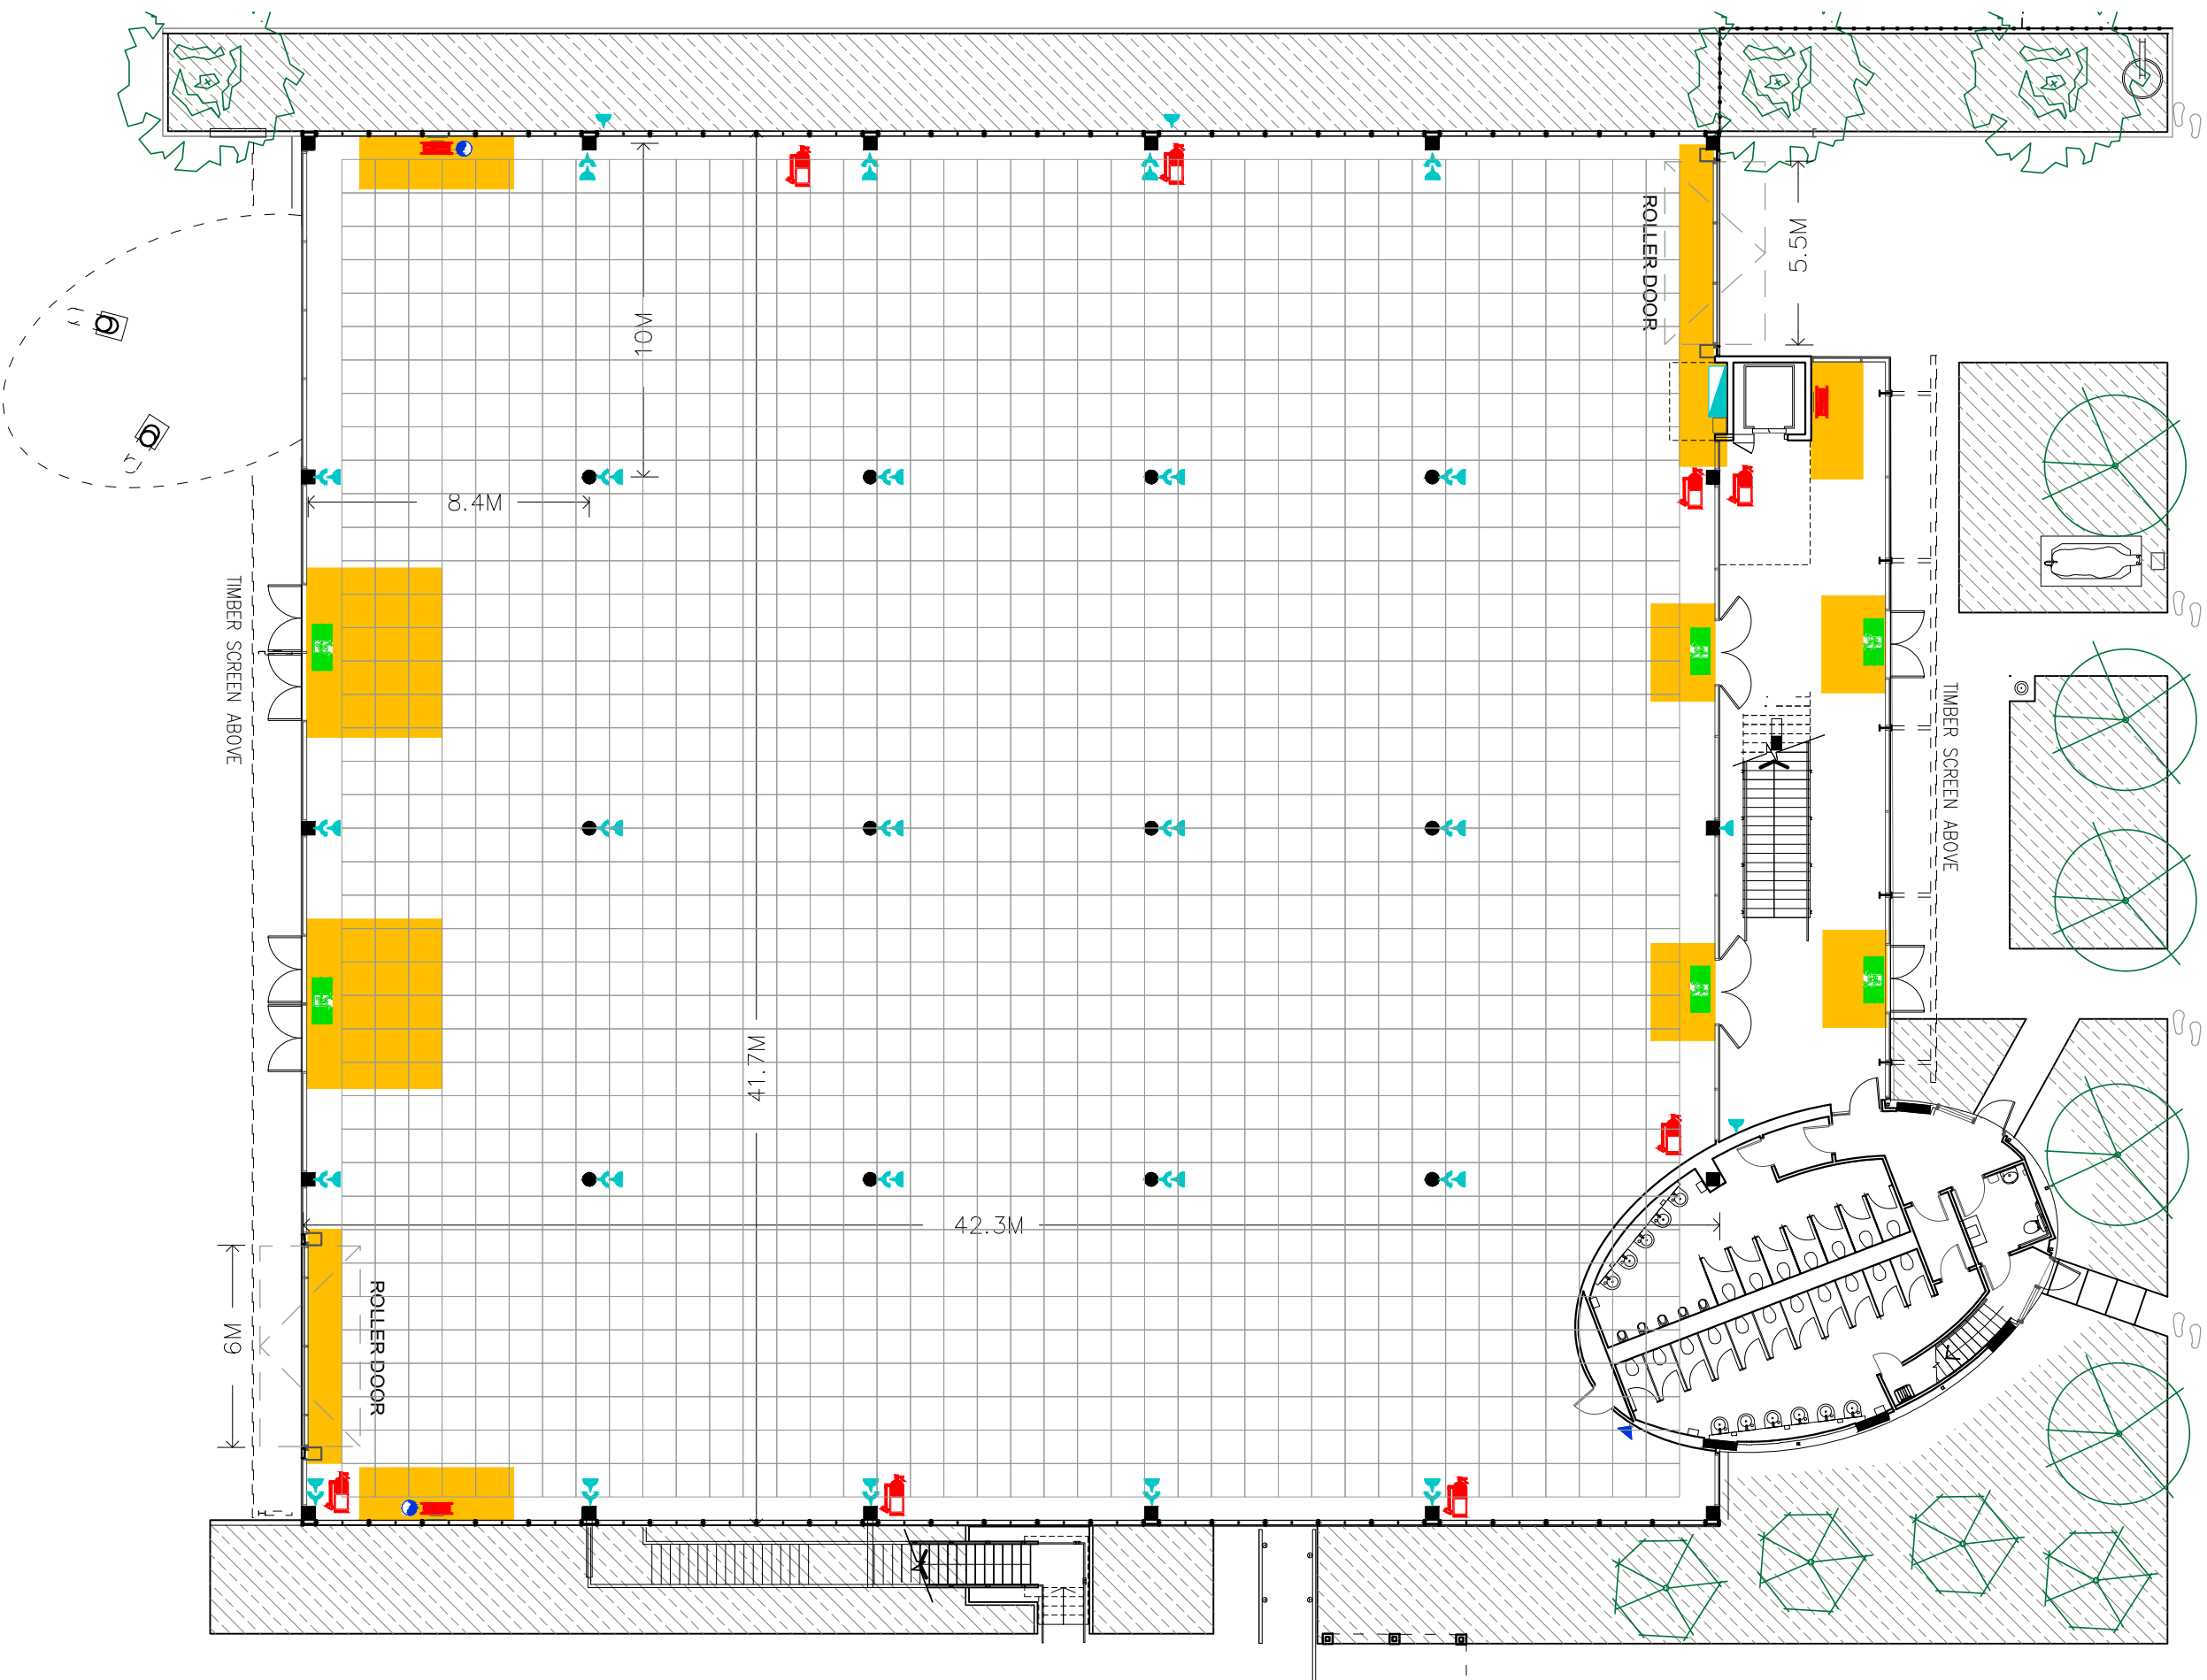 ROLLER DOOR
5.5M
10M
8.4M
TIMBER SCREEN ABOVE
TIMBER SCREEN ABOVE
41.7M
42.3M
ROLLER DOOR
6M